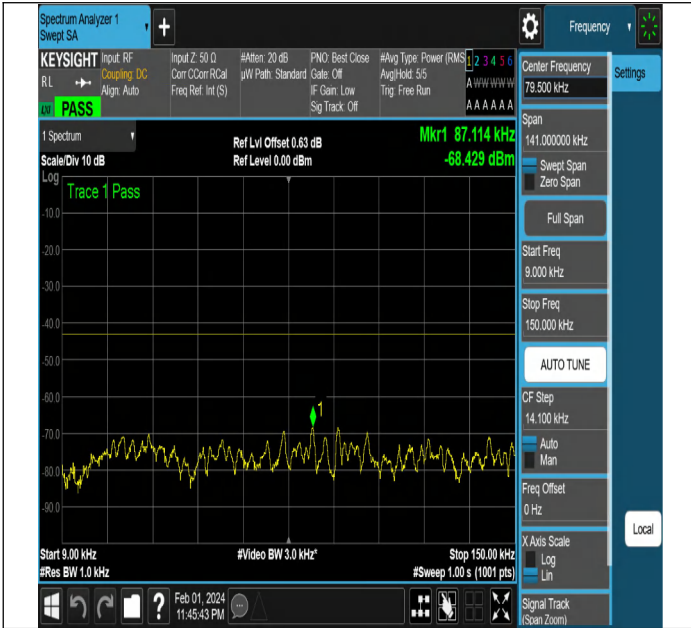 Spectrum Analyzer 1
Swept SA
+
Frequency
KEYSIGHT
RL
Input: RF
Coupling: DC
Align: Auto
Input Z: 50 Ω
Corr CCorr RCal
Freq Ref: Int (S)
#Atten: 20 dB
µW Path: Standard
PNO: Best Close
Gate: Off
IF Gain: Low
Sig Track: Off
#Avg Type: Power (RMS
Avg|Hold: 5/5
Trig: Free Run
1 2 3 4 5 6
A W W W W W
A A A A A A
LXI PASS
1 Spectrum
Scale/Div 10 dB
Ref Lvl Offset 0.63 dB
Ref Level 0.00 dBm
Mkr1 87.114 kHz
-68.429 dBm
Log
Trace 1 Pass
-10.0
-20.0
-30.0
-40.0
-50.0
-60.0
-70.0
-80.0
-90.0
1
Start 9.00 kHz
#Res BW 1.0 kHz
#Video BW 3.0 kHz*
Stop 150.00 kHz
#Sweep 1.00 s (1001 pts)
Feb 01, 2024
11:45:43 PM
?
Center Frequency
79.500 kHz
Settings
Span
141.000000 kHz
Swept Span
Zero Span
Full Span
Start Freq
9.000 kHz
Stop Freq
150.000 kHz
AUTO TUNE
CF Step
14.100 kHz
Auto
Man
Freq Offset
0 Hz
X Axis Scale
Log
Lin
Signal Track
(Span Zoom)
Local